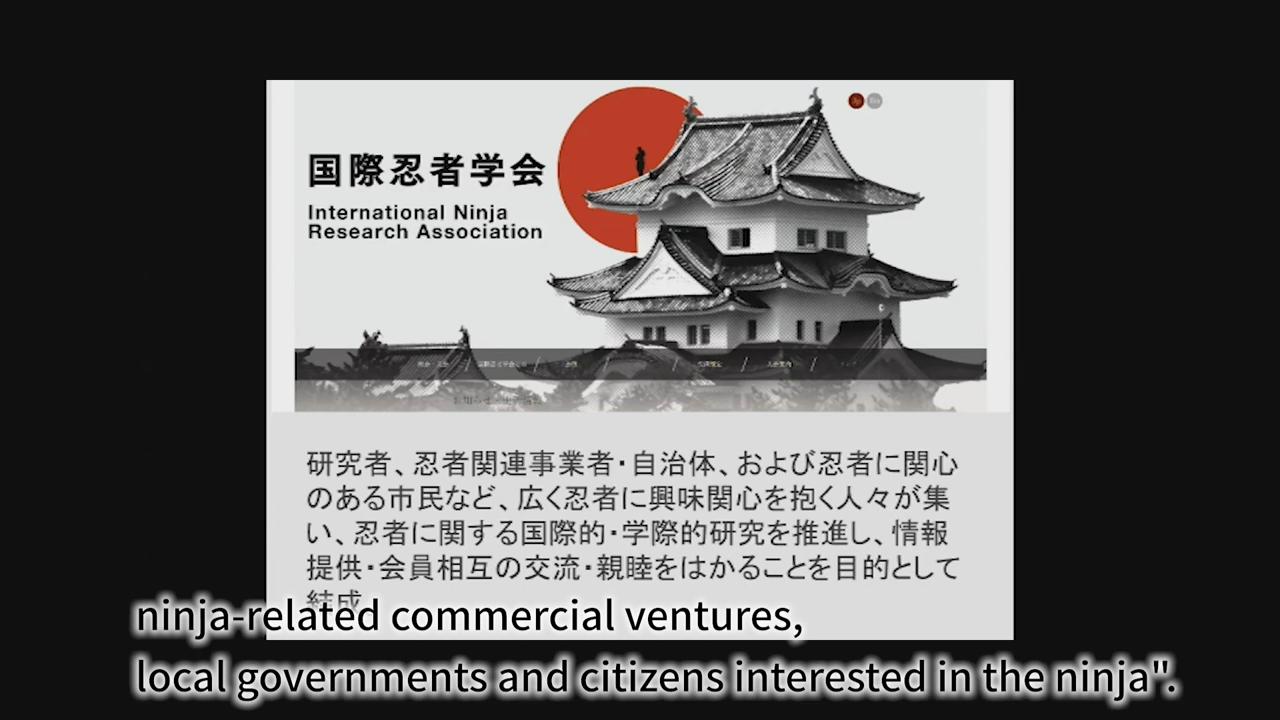 国際忍者学会
International Ninja
Research Association
研究者、忍者関連事業者・自治体、および忍者に関心
のある市民など、広く忍者に興味関心を抱く人々が集
い、忍者に関する国際的・学際的研究を推進し、情報
提供・会員相互の交流・親睦をはかることを目的として
結成
ninja-related commercial ventures,
local governments and citizens interested in the ninja".